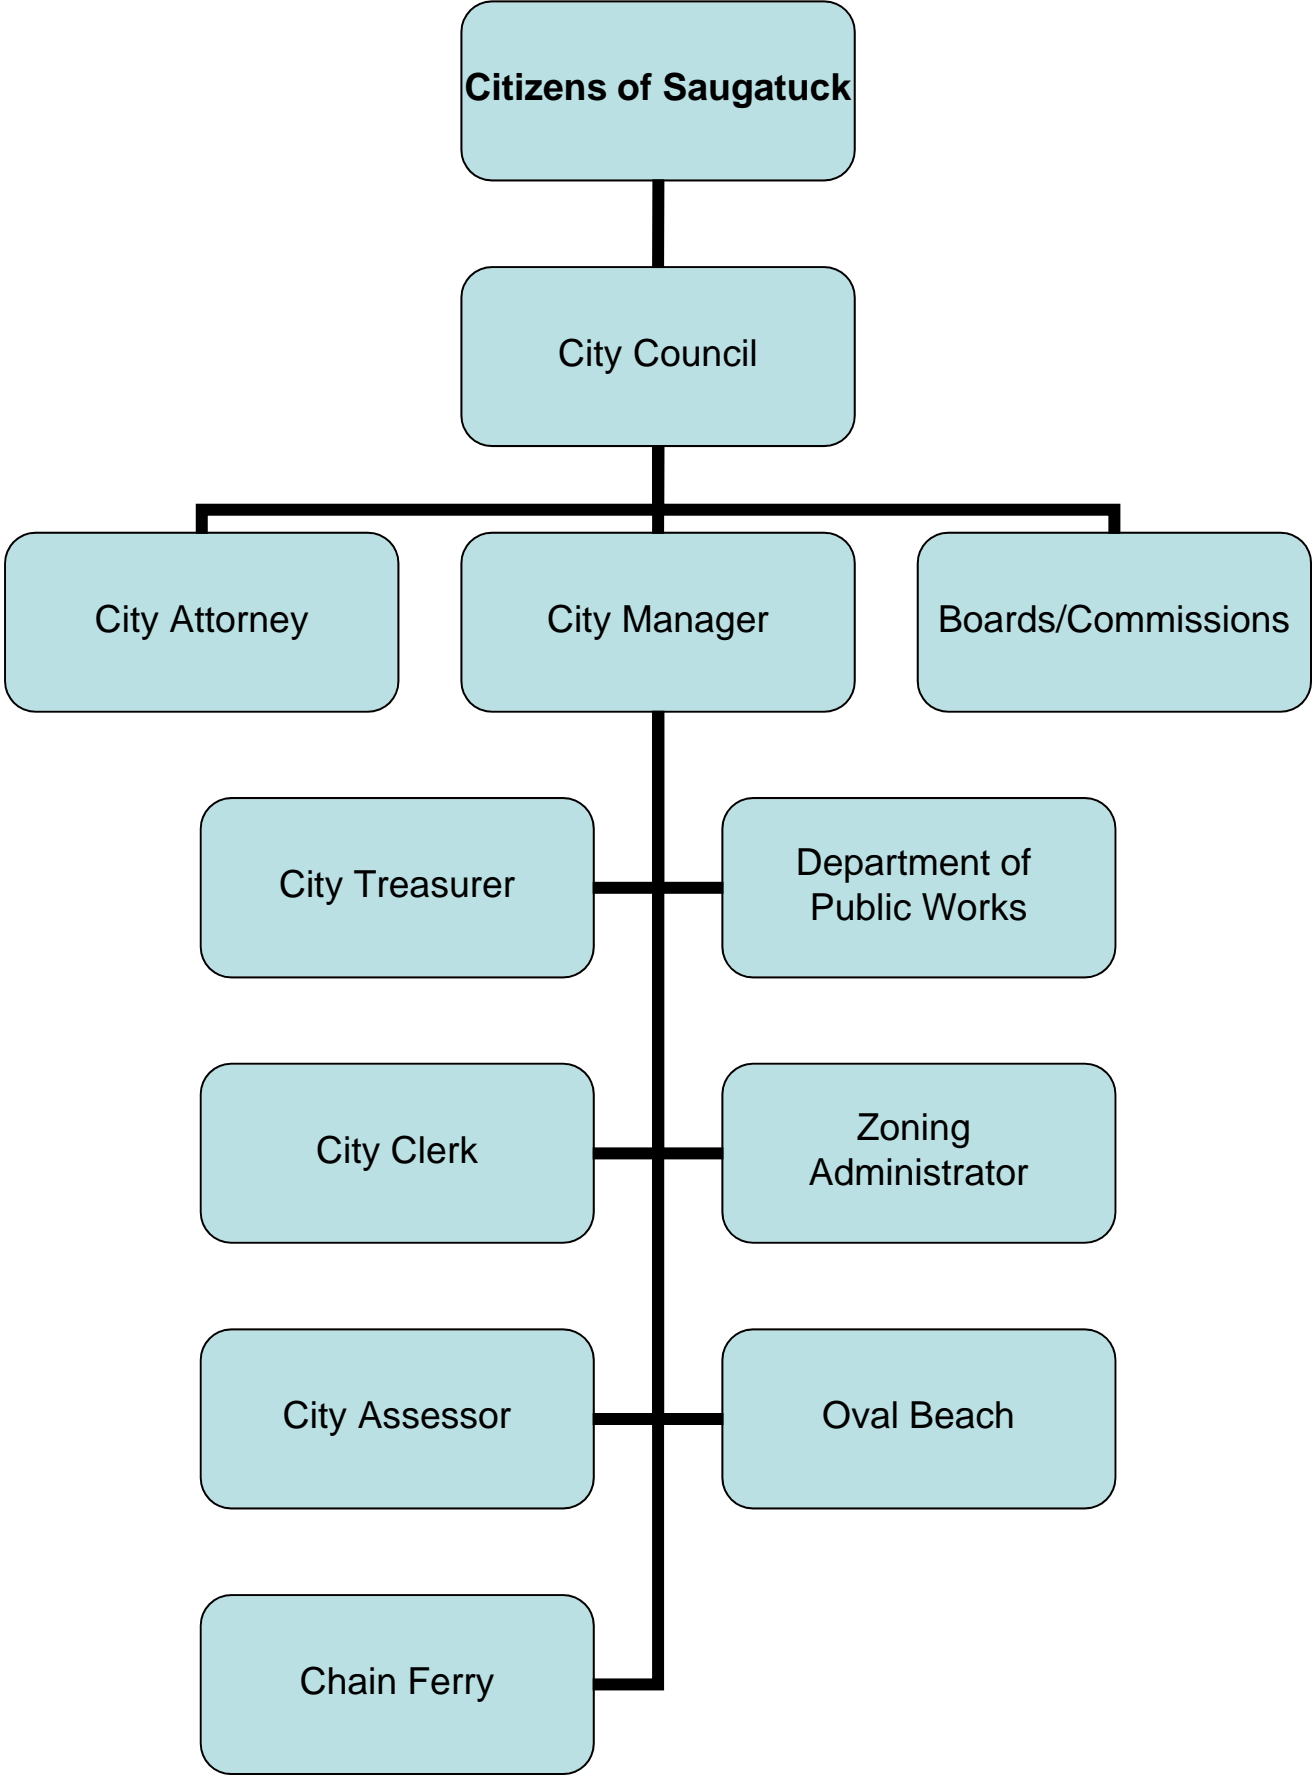 Citizens of Saugatuck
City Council
City Attorney
City Manager
Boards/Commissions
City Treasurer
Department of
Public Works
City Clerk
Zoning
Administrator
City Assessor
Oval Beach
Chain Ferry